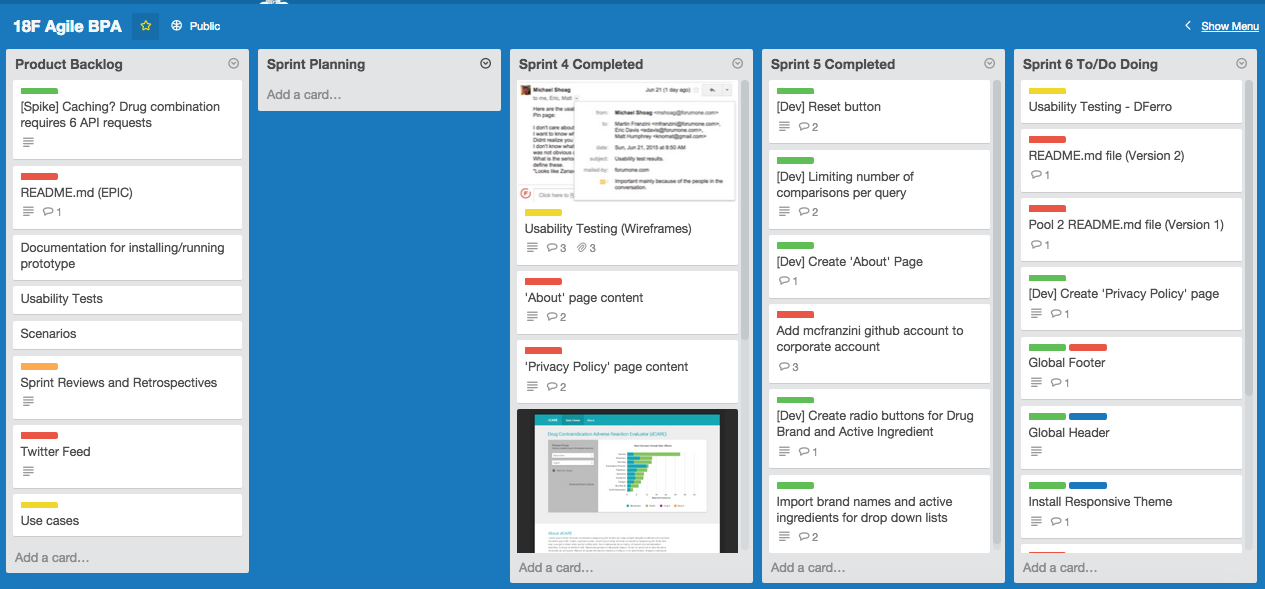 18F Agile BPA
Public
Show Menu
Product Backlog
[Spike] Caching? Drug combination
requires 6 API requests
README.md (EPIC)
1
Documentation for installing/running
prototype
Usability Tests
Scenarios
Sprint Reviews and Retrospectives
Twitter Feed
Use cases
Add a card...
Sprint Planning
Add a card...
Sprint 4 Completed
Michael Shoag
Jun 21 (1 day ago)
to me, Eric, Matt
Here are the usab
Pin page:
I don't care about
I want to know wh
Didnt realize you
I don't know what
was not obvious a
What is the serio
define these.
"Looks like Zanax
from: Michael Shoag <mshoag@forumone.com>
to: Martin Franzini <mfranzini@forumone.com>,
Eric Davis <edavis@forumone.com>,
Matt Humphrey <knomst@gmail.com>
date: Sun, Jun 21, 2015 at 8:50 AM
subject: Usability test results.
mailed-by: forumone.com
Important mainly because of the people in the
conversation.
Click here to
Usability Testing (Wireframes)
3 3
'About' page content
2
'Privacy Policy' page content
2
Drug Contraindication Adverse Reaction Evaluator (dCARE)
About dCARE
Add a card...
Sprint 5 Completed
[Dev] Reset button
2
[Dev] Limiting number of
comparisons per query
2
[Dev] Create 'About' Page
1
Add mcfranzini github account to
corporate account
3
[Dev] Create radio buttons for Drug
Brand and Active Ingredient
1
Import brand names and active
ingredients for drop down lists
2
Add a card...
Sprint 6 To/Do Doing
Usability Testing - DFerro
README.md file (Version 2)
1
Pool 2 README.md file (Version 1)
1
[Dev] Create 'Privacy Policy' page
1
Global Footer
1
Global Header
Install Responsive Theme
1
Add a card...